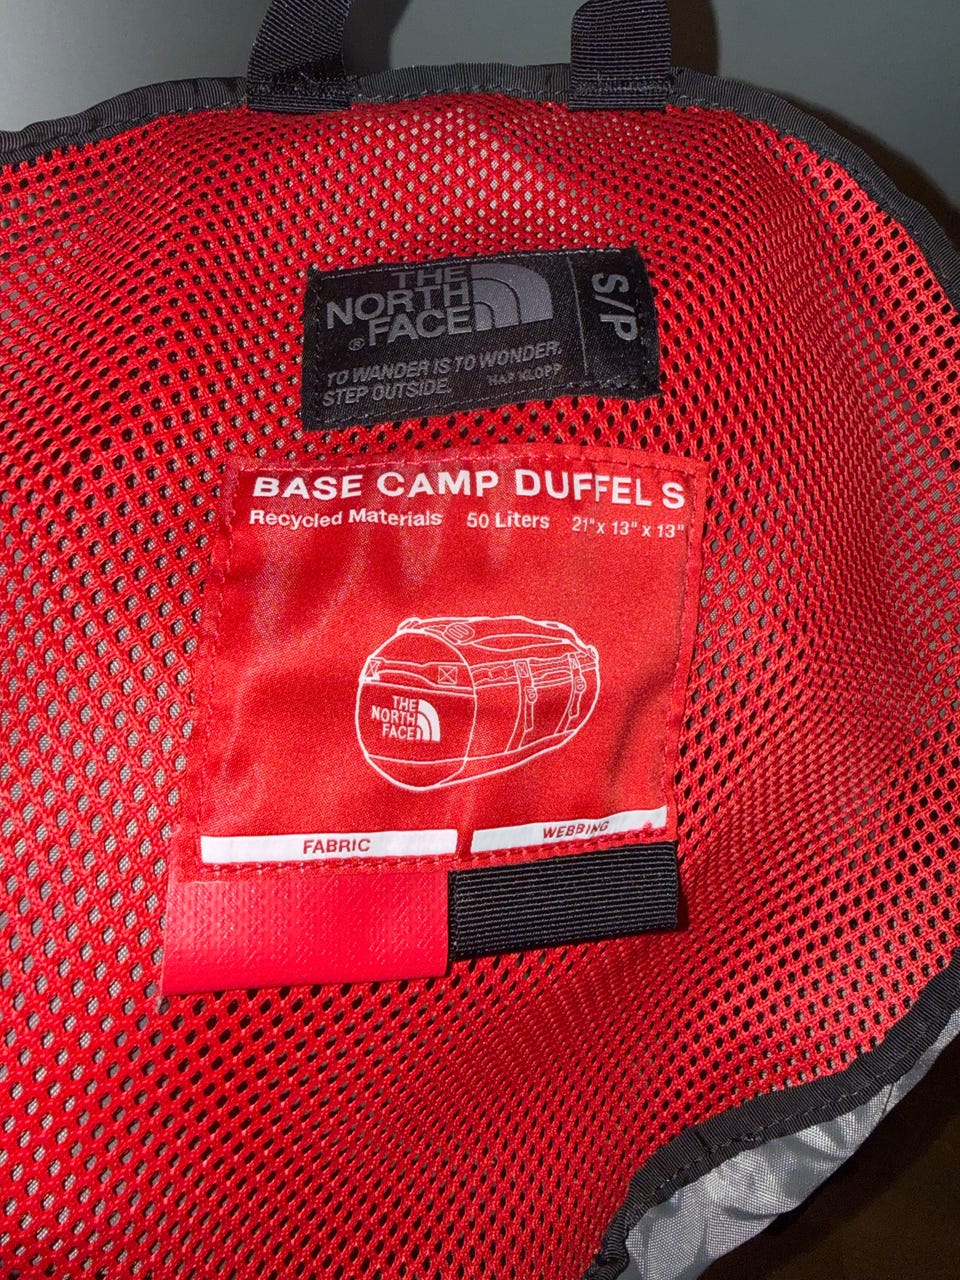 THE
NORTH
FACE
®
S/P
TO WANDER IS TO WONDER.
STEP OUTSIDE.
BASE CAMP DUFFEL S
Recycled Materials 50 Liters 21" x 13" x 13"
THE
NORTH
FACE
FABRIC
WEBBING